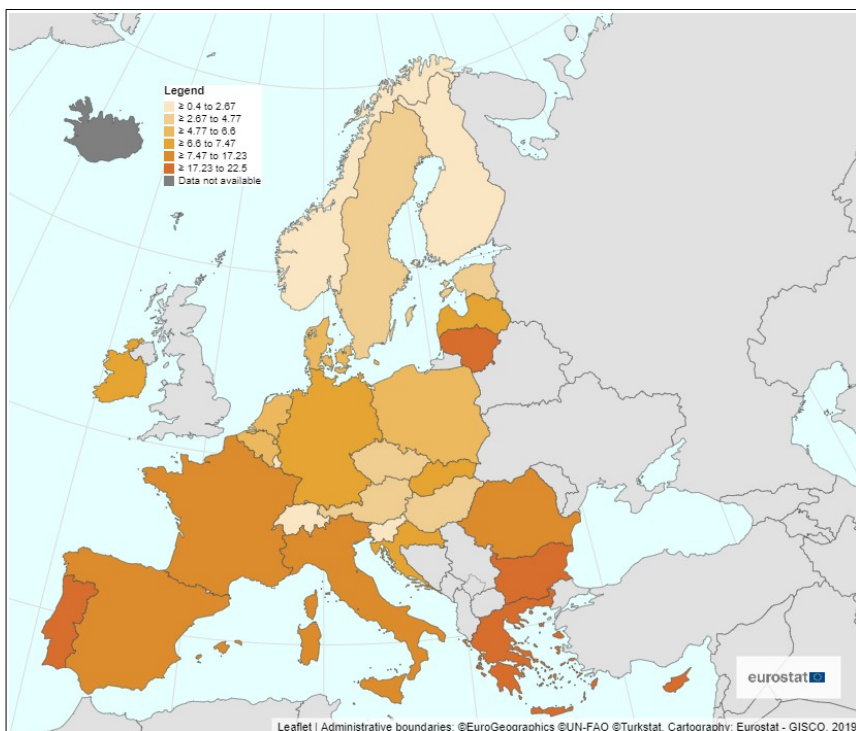 Legend
≥ 0.4 to 2.67
≥ 2.67 to 4.77
≥ 4.77 to 6.6
≥ 6.6 to 7.47
≥ 7.47 to 17.23
≥ 17.23 to 22.5
Data not available
eurostat
Leaflet | Administrative boundaries: ©EuroGeographics ©UN-FAO ©Turkstat, Cartography: Eurostat - GISCO, 2019